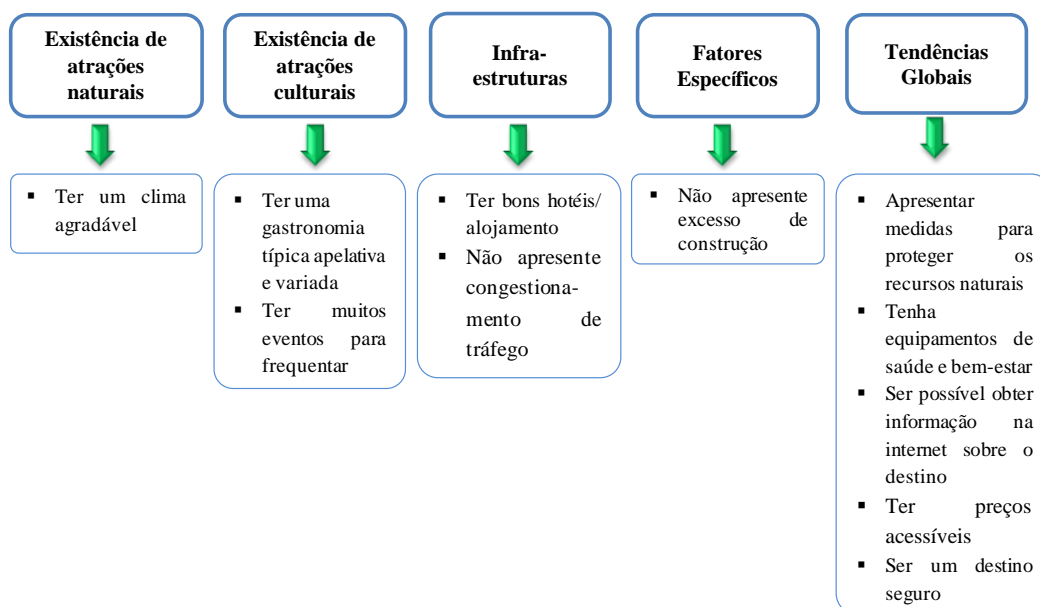 Existência de
atrações
naturais
Existência de
atrações
culturais
Infra-
estruturas
Fatores
Específicos
Tendências
Globais
▪ Ter um clima
agradável
▪ Ter uma
gastronomia
típica apelativa
e variada
▪ Ter muitos
eventos para
frequentar
▪ Ter bons hotéis/
alojamento
▪ Não apresente
congestiona-
mento de
tráfego
▪ Não apresente
excesso de
construção
▪ Apresentar
medidas para
proteger os
recursos naturais
▪ Tenha
equipamentos de
saúde e bem-estar
▪ Ser possível obter
informação na
internet sobre o
destino
▪ Ter preços
acessíveis
▪ Ser um destino
seguro